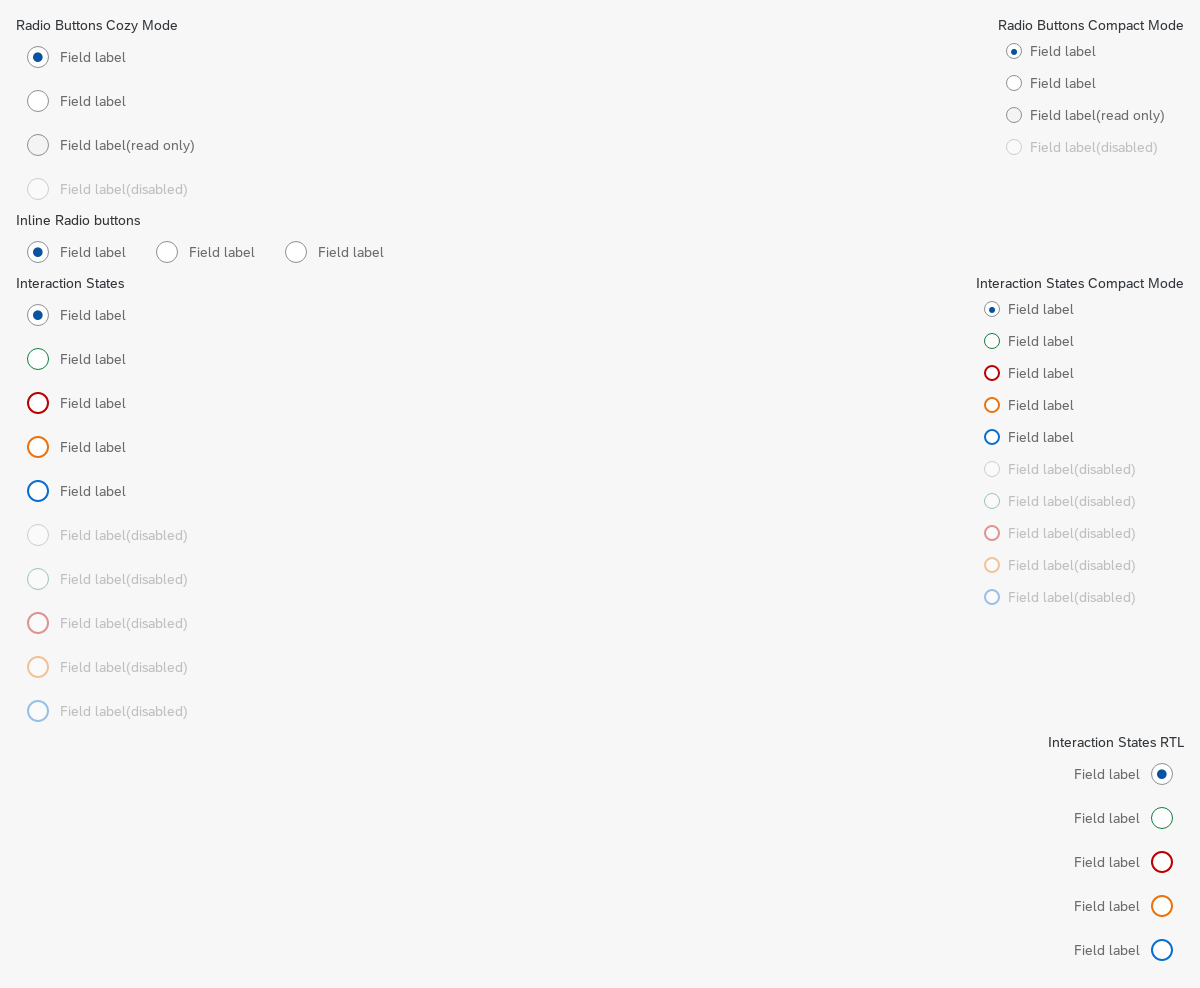 Radio Buttons Cozy Mode
Field label
Field label
Field label(read only)
Field label(disabled)
Radio Buttons Compact Mode
Field label
Field label
Field label(read only)
Field label(disabled)
Inline Radio buttons
Field label Field label Field label
Interaction States
Field label
Field label
Field label
Field label
Field label
Field label(disabled)
Field label(disabled)
Field label(disabled)
Field label(disabled)
Field label(disabled)
Interaction States Compact Mode
Field label
Field label
Field label
Field label
Field label
Field label(disabled)
Field label(disabled)
Field label(disabled)
Field label(disabled)
Field label(disabled)
Interaction States RTL
Field label
Field label
Field label
Field label
Field label